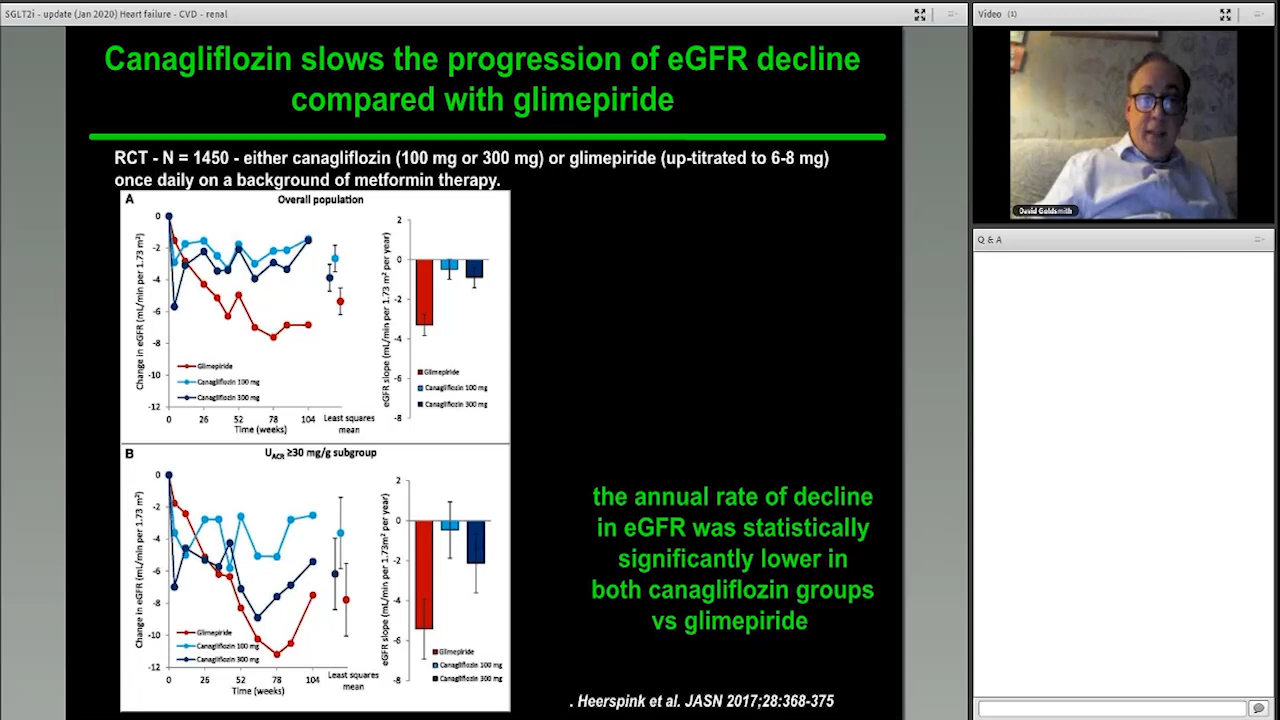 SGLT2i - update (Jan 2020) Heart failure - CVD - renal
Canagliflozin slows the progression of eGFR decline
compared with glimepiride
RCT - N = 1450 - either canagliflozin (100 mg or 300 mg) or glimepiride (up-titrated to 6-8 mg)
once daily on a background of metformin therapy.
A
Overall population
Change in eGFR (mL/min per 1.73 m²)
0
-2
-4
-6
-8
-10
-12
Glimepiride
Canagliflozin 100 mg
Canagliflozin 300 mg
0 26 52 78 104
Time (weeks)
Least squares
mean
eGFR slope (mL/min per 1.73 m² per year)
2
0
-2
-4
-6
-8
Glimepiride
Canagliflozin 100 mg
Canagliflozin 300 mg
B
UACR ≥30 mg/g subgroup
Change in eGFR (mL/min per 1.73 m²)
0
-2
-4
-6
-8
-10
-12
Glimepiride
Canagliflozin 100 mg
Canagliflozin 300 mg
0 26 52 78 104
Time (weeks)
Least squares
mean
eGFR slope (mL/min per 1.73m² per year)
2
0
-2
-4
-6
-8
Glimepiride
Canagliflozin 100 mg
Canagliflozin 300 mg
the annual rate of decline
in eGFR was statistically
significantly lower in
both canagliflozin groups
vs glimepiride
. Heerspink et al. JASN 2017;28:368-375
Video (1)
David Goldsmith
Q & A